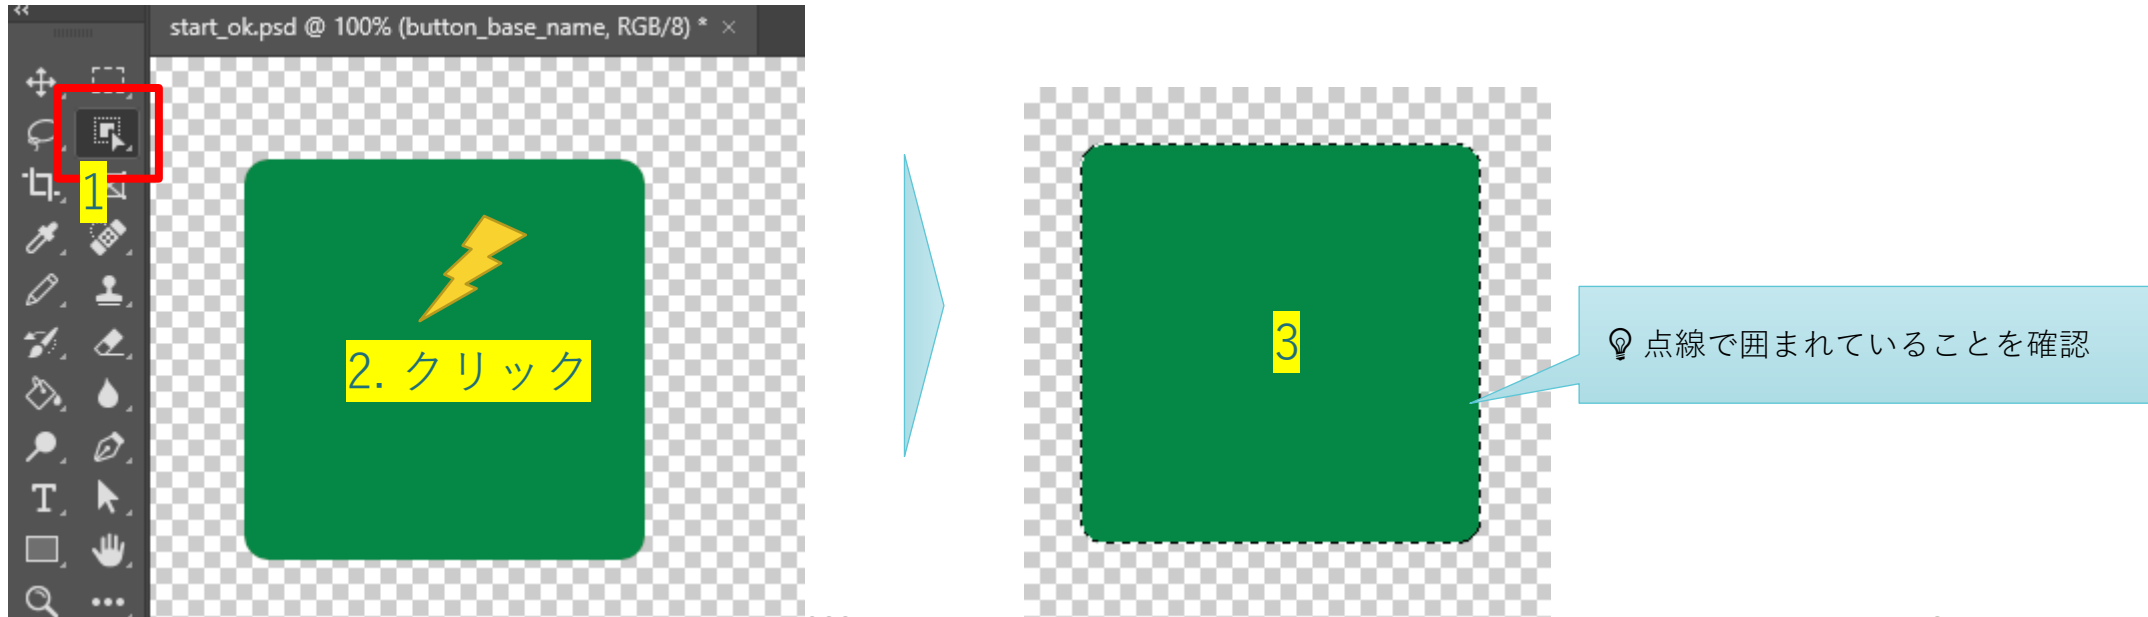 start_ok.psd @ 100% (button_base_name, RGB/8) * ×
1
2. クリック
3
点線で囲まれていることを確認